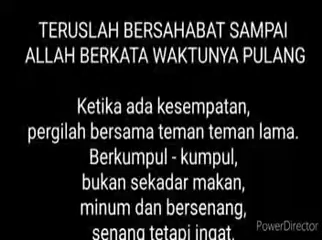 TERUSLAH BERSAHABAT SAMPAI
ALLAH BERKATA WAKTUNYA PULANG
Ketika ada kesempatan,
pergilah bersama teman teman lama.
Berkumpul - kumpul,
bukan sekadar makan,
minum dan bersenang,
senang tetapi ingat,
PowerDirector